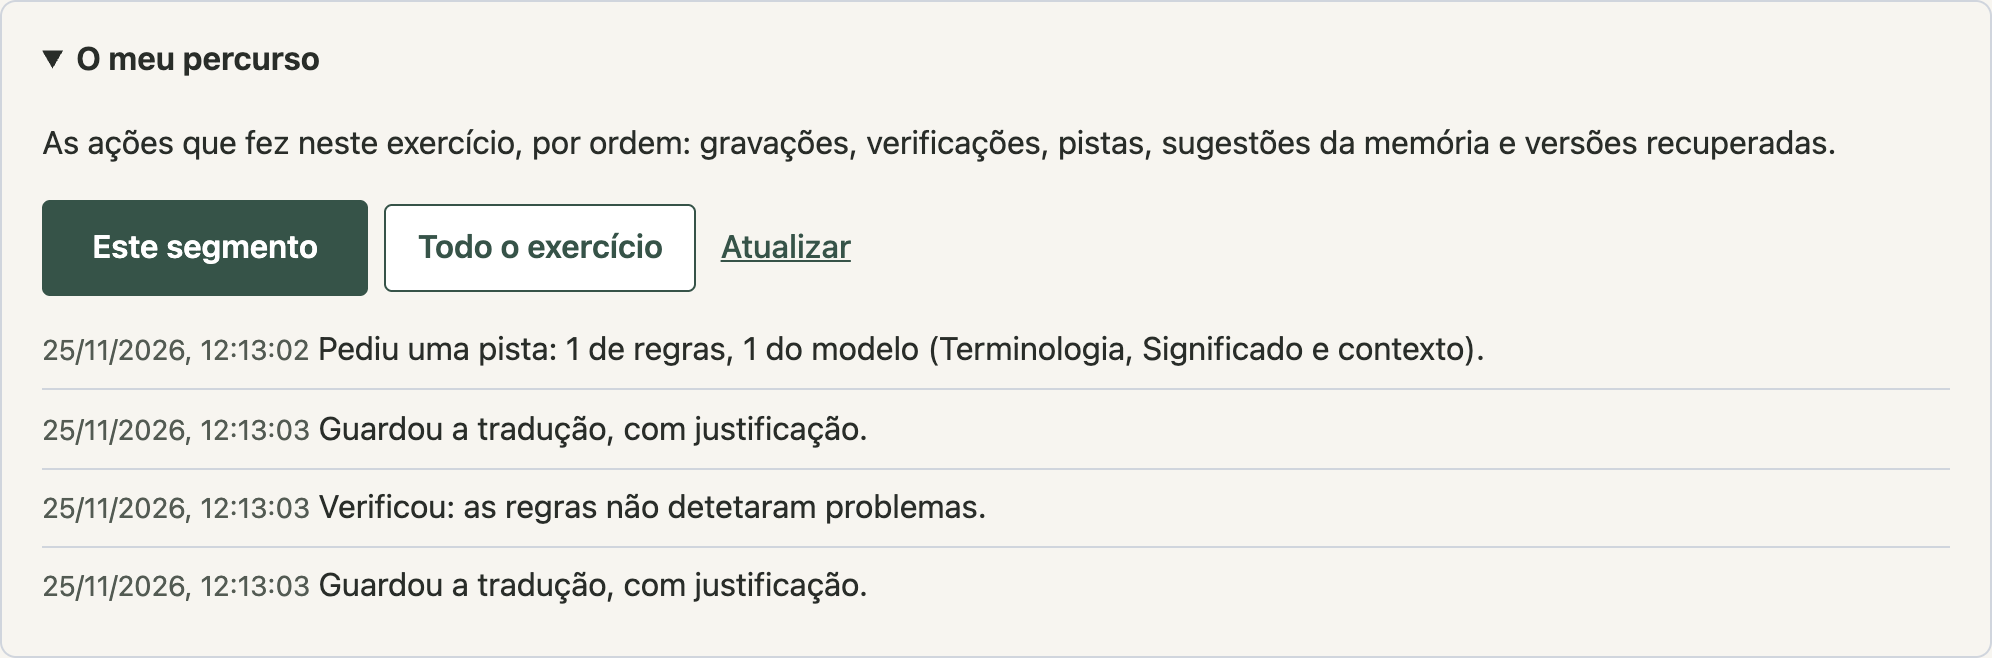 ▼ O meu percurso
As ações que fez neste exercício, por ordem: gravações, verificações, pistas, sugestões da memória e versões recuperadas.
Este segmento Todo o exercício Atualizar
25/11/2026, 12:13:02 Pediu uma pista: 1 de regras, 1 do modelo (Terminologia, Significado e contexto).
25/11/2026, 12:13:03 Guardou a tradução, com justificação.
25/11/2026, 12:13:03 Verificou: as regras não detetaram problemas.
25/11/2026, 12:13:03 Guardou a tradução, com justificação.